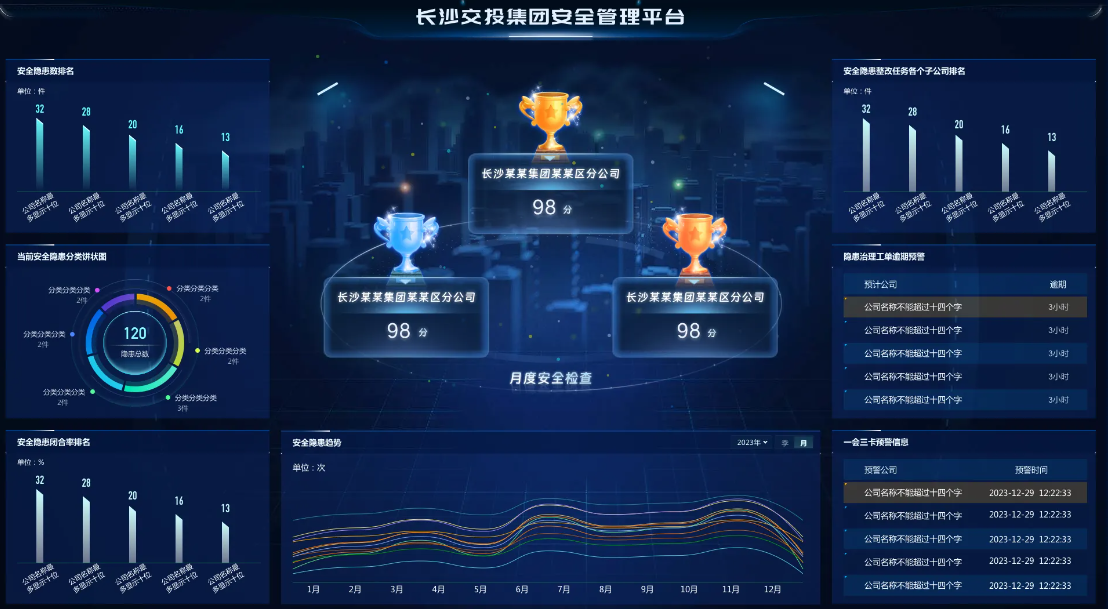 长沙交投集团安全管理平台
安全隐患数排名
单位：件
32
28
20
16
13
公司名称最
多显示十位
公司名称最
多显示十位
公司名称最
多显示十位
公司名称最
多显示十位
公司名称最
多显示十位
当前安全隐患分类饼状图
分类分类分类
2件
分类分类分类
2件
分类分类分类
2件
120
隐患总数
分类分类分类
2件
分类分类分类
2件
分类分类分类
3件
安全隐患闭合率排名
单位：%
32
28
20
16
13
公司名称最
多显示十位
公司名称最
多显示十位
公司名称最
多显示十位
公司名称最
多显示十位
公司名称最
多显示十位
长沙某某集团某某区分公司
98 分
长沙某某集团某某区分公司
98 分
长沙某某集团某某区分公司
98 分
月度安全检查
安全隐患趋势
2023年
季
月
单位：次
1月 2月 3月 4月 5月 6月 7月 8月 9月 10月 11月 12月
安全隐患整改任务各个子公司排名
单位：件
32
28
20
16
13
公司名称最
多显示十位
公司名称最
多显示十位
公司名称最
多显示十位
公司名称最
多显示十位
公司名称最
多显示十位
隐患治理工单逾期预警
预计公司 逾期
公司名称不能超过十四个字 3小时
公司名称不能超过十四个字 3小时
公司名称不能超过十四个字 3小时
公司名称不能超过十四个字 3小时
公司名称不能超过十四个字 3小时
一会三卡预警信息
预警公司 预警时间
公司名称不能超过十四个字 2023-12-29 12:22:33
公司名称不能超过十四个字 2023-12-29 12:22:33
公司名称不能超过十四个字 2023-12-29 12:22:33
公司名称不能超过十四个字 2023-12-29 12:22:33
公司名称不能超过十四个字 2023-12-29 12:22:33